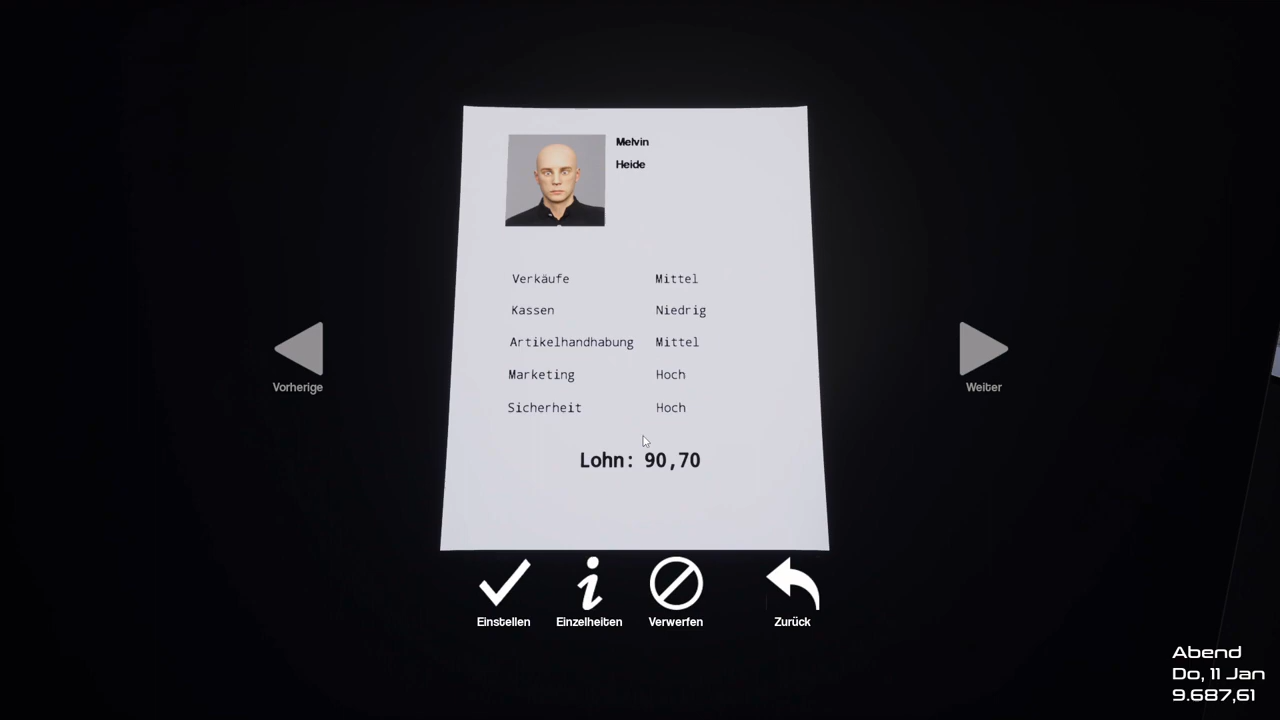 Melvin
Heide
Verkäufe Mittel
Kassen Niedrig
Artikelhandhabung Mittel
Marketing Hoch
Sicherheit Hoch
Lohn: 90,70
Vorherige
Weiter
Einstellen
Einzelheiten
Verwerfen
Zurück
Abend
Do, 11 Jan
9.687,61